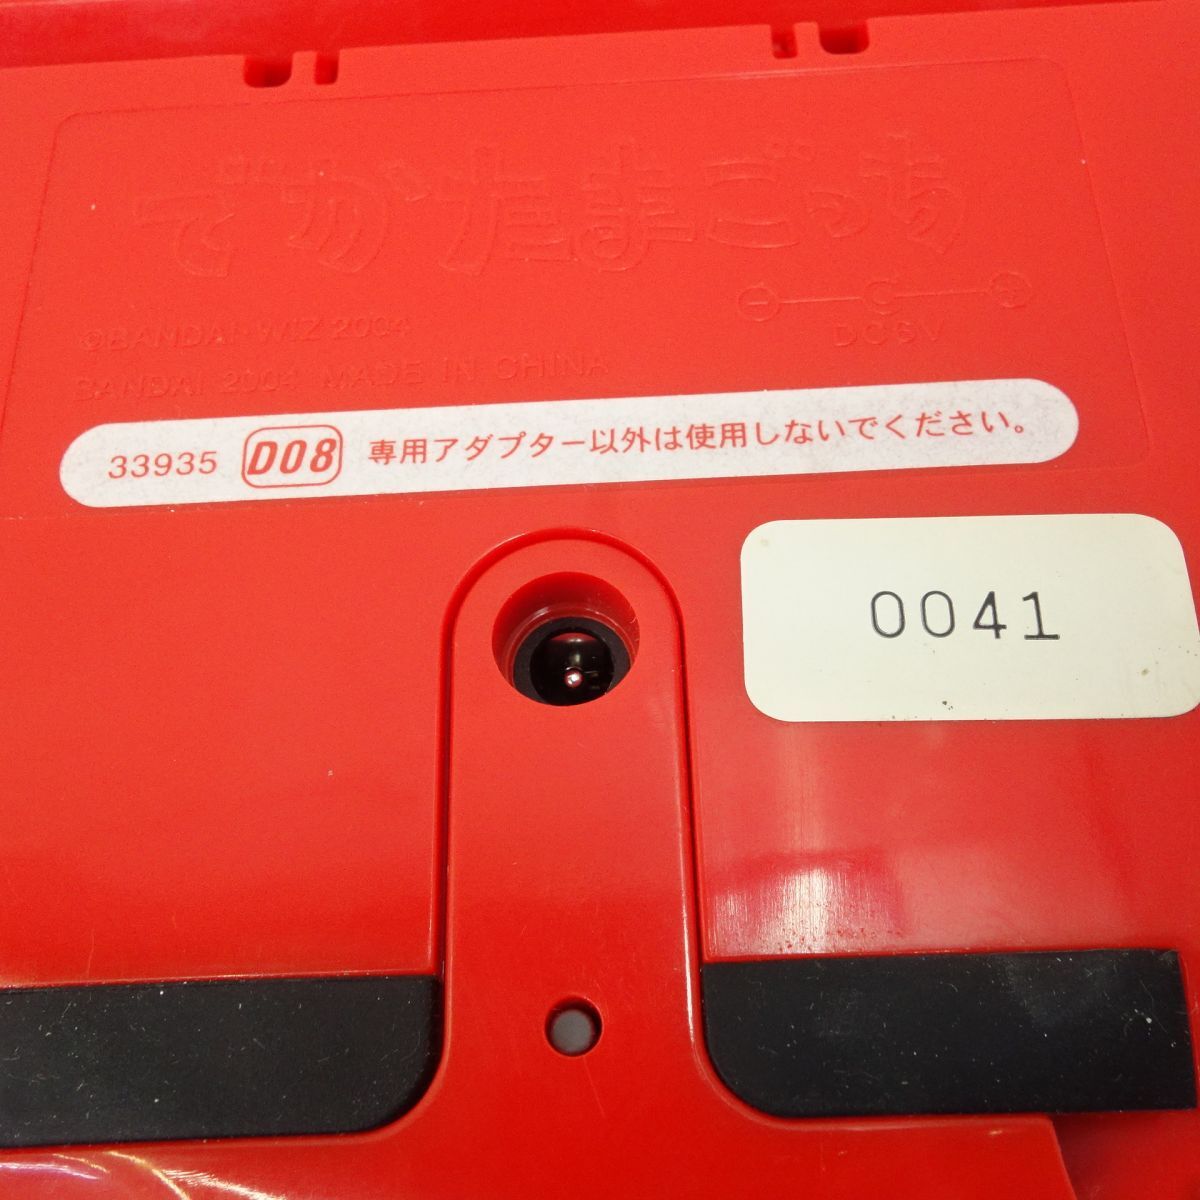 でかたまごっち
DC6V
©BANDAI・WiZ 2004
BANDAI 2004 MADE IN CHINA
33935 D08 専用アダプター以外は使用しないでください。
0041